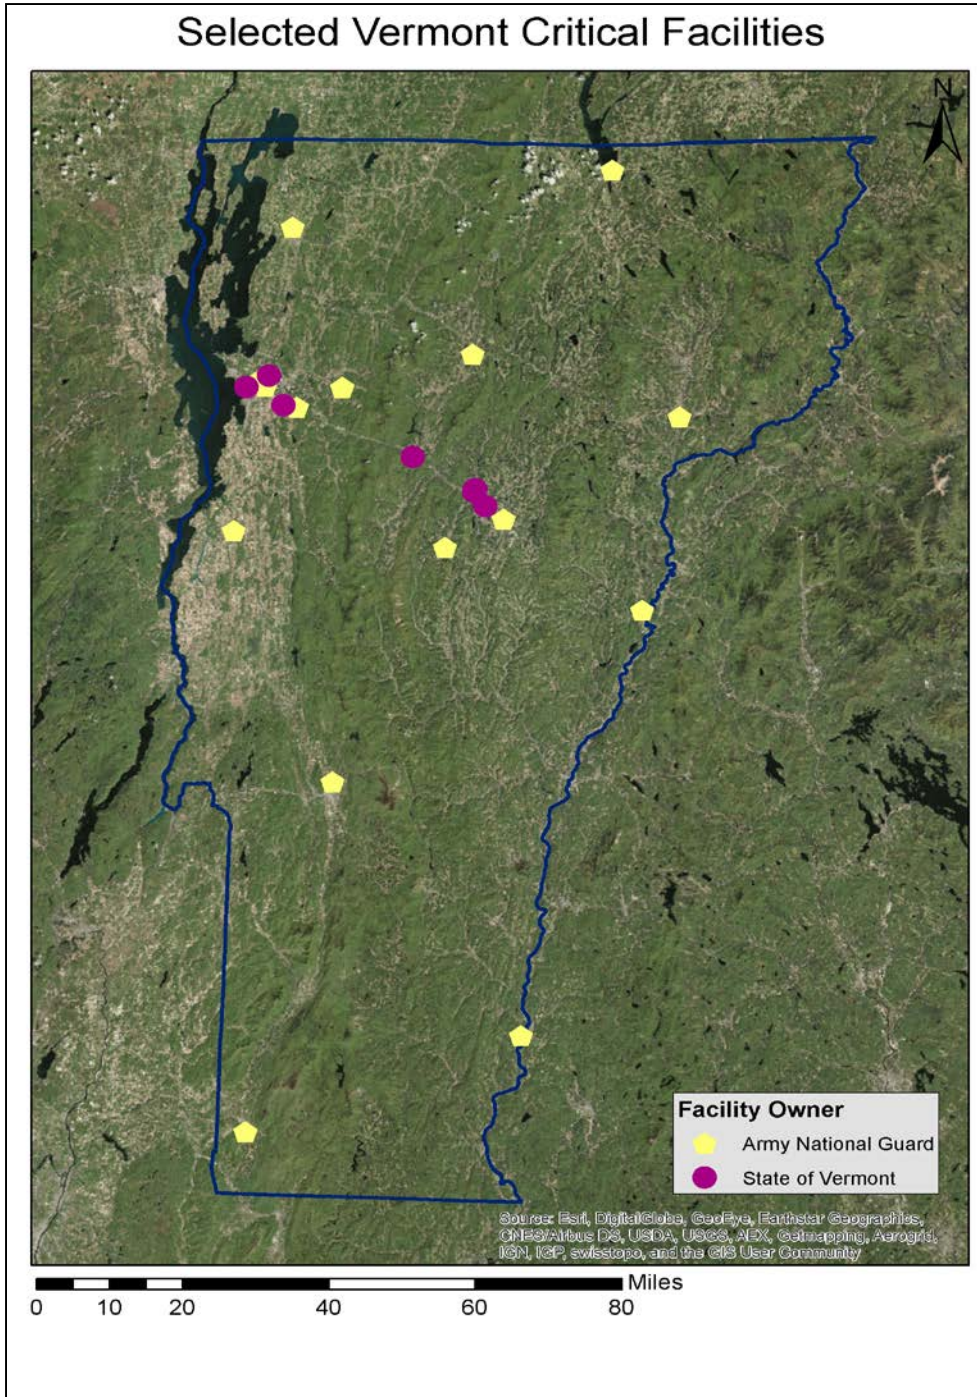 Selected Vermont Critical Facilities
N
Facility Owner
Army National Guard
State of Vermont
Source: Esri, DigitalGlobe, GeoEye, Earthstar Geographics,
CNES/Airbus DS, USDA, USGS, AEX, Getmapping, Aerogrid,
IGN, IGP, swisstopo, and the GIS User Community
Miles
0 10 20 40 60 80